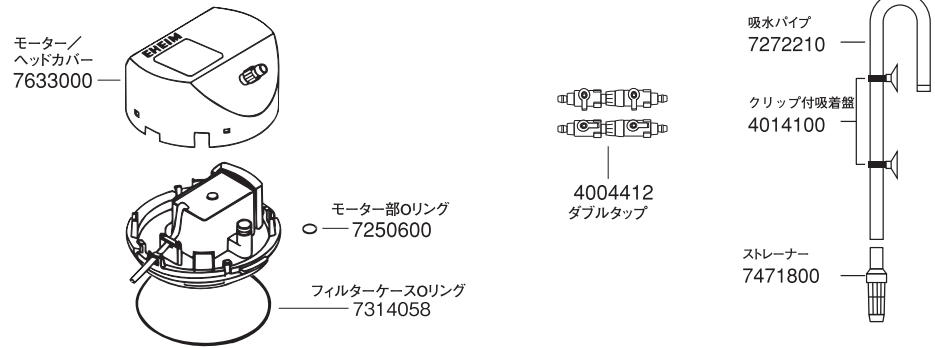 モーター／
ヘッドカバー
7633000
EHEIM
モーター部Oリング
7250600
フィルターケースOリング
7314058
4004412
ダブルタップ
吸水パイプ
7272210
クリップ付吸着盤
4014100
ストレーナー
7471800